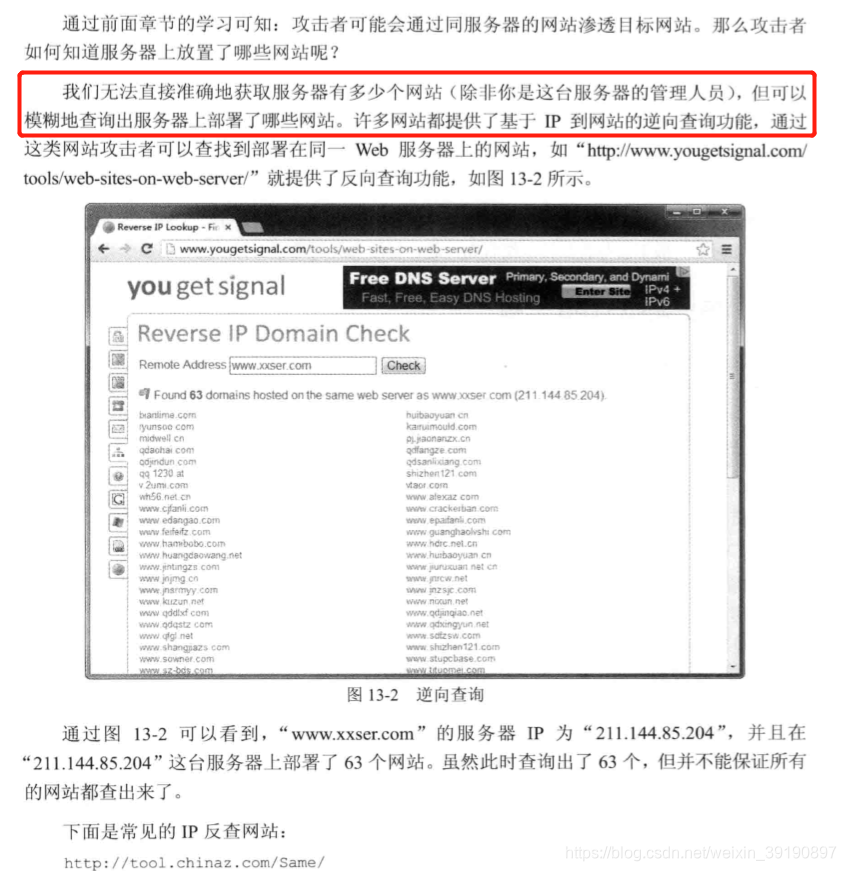 通过前面章节的学习可知：攻击者可能会通过同服务器的网站渗透目标网站。那么攻击者
如何知道服务器上放置了哪些网站呢？
我们无法直接准确地获取服务器有多少个网站（除非你是这台服务器的管理人员），但可以
模糊地查询出服务器上部署了哪些网站。许多网站都提供了基于 IP 到网站的逆向查询功能，通过
这类网站攻击者可以查找到部署在同一 Web 服务器上的网站，如“http://www.yougetsignal.com/
tools/web-sites-on-web-server/”就提供了反向查询功能，如图 13-2 所示。
Reverse IP Lookup - Fi
www.yougetsignal.com/tools/web-sites-on-web-server/
you get signal
Free DNS Server Primary, Secondary, and Dynami
Fast, Free, Easy DNS Hosting Enter Site IPv4 +
IPv6
Reverse IP Domain Check
Remote Address www.xxser.com Check
Found 63 domains hosted on the same web server as www.xxser.com (211.144.85.204).
huibaoyuan.cn
kairuimould.com
midwell.cn pj.jiaonanzx.cn
qdaohai.com qdfangze.com
qdjindun.com qdsanlixiang.com
qq.1230.at shizhen121.com
v.2umi.com vtaor.com
wh56.net.cn www.afexaz.com
www.cjfanli.com www.crackerban.com
www.edangao.com www.epaifanli.com
www.feifeifz.com
www.hamibobo.com www.hdrc.net.cn
www.huangdaowang.net www.huibaoyuan.cn
www.jintingzs.com www.jiuruxuan.net.cn
www.jnjmg.cn www.jnrcw.net
www.jnsrmyy.com www.jnzsjc.com
www.kuzun.net www.nixun.net
www.qddlxf.com www.qdjinqiao.net
www.qdqstz.com www.qdxingyun.net
www.qfgl.net www.sdfzsw.com
www.shangjiazs.com www.shizhen121.com
www.sowner.com www.stupcbase.com
www.sz-bds.com www.tituomei.com
图 13-2 逆向查询
通过图 13-2 可以看到，“www.xxser.com”的服务器 IP 为“211.144.85.204”，并且在
“211.144.85.204”这台服务器上部署了 63 个网站。虽然此时查询出了 63 个，但并不能保证所有
的网站都查出来了。
下面是常见的 IP 反查网站：
http://tool.chinaz.com/Same/
https://blog.csdn.net/weixin_39190897